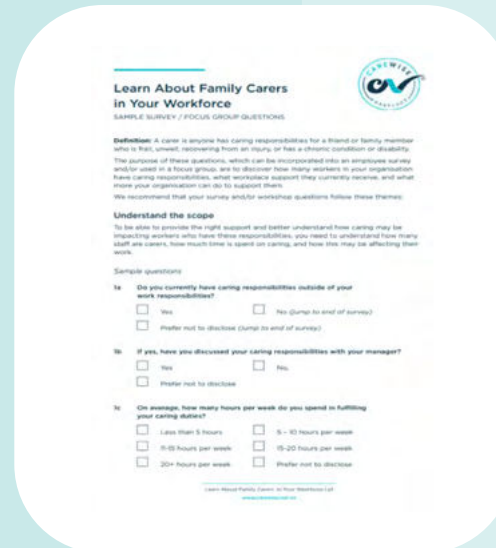 CAREWISE
WORKPLACE
Learn About Family Carers
in Your Workforce
SAMPLE SURVEY / FOCUS GROUP QUESTIONS
Definition: A carer is anyone has caring responsibilities for a friend or family member
who is frail, unwell, recovering from an injury, or has a chronic condition or disability.
The purpose of these questions, which can be incorporated into an employee survey
and/or used in a focus group, are to discover how many workers in your organisation
have caring responsibilities, what workplace support they currently receive, and what
more your organisation can do to support them.
We recommend that your survey and/or workshop questions follow these themes:
Understand the scope
To be able to provide the right support and better understand how caring may be
impacting workers who have these responsibilities, you need to understand how many
staff are carers, how much time is spent on caring, and how this may be affecting their
work.
Sample questions
1a Do you currently have caring responsibilities outside of your
work responsibilities?
Yes No (jump to end of survey)
Prefer not to disclose (jump to end of survey)
1b If yes, have you discussed your caring responsibilities with your manager?
Yes No.
Prefer not to disclose
1c On average, how many hours per week do you spend in fulfilling
your caring duties?
Less than 5 hours 5 - 10 hours per week
11-15 hours per week 15-20 hours per week
20+ hours per week Prefer not to disclose
Learn About Family Carers in Your Workforce